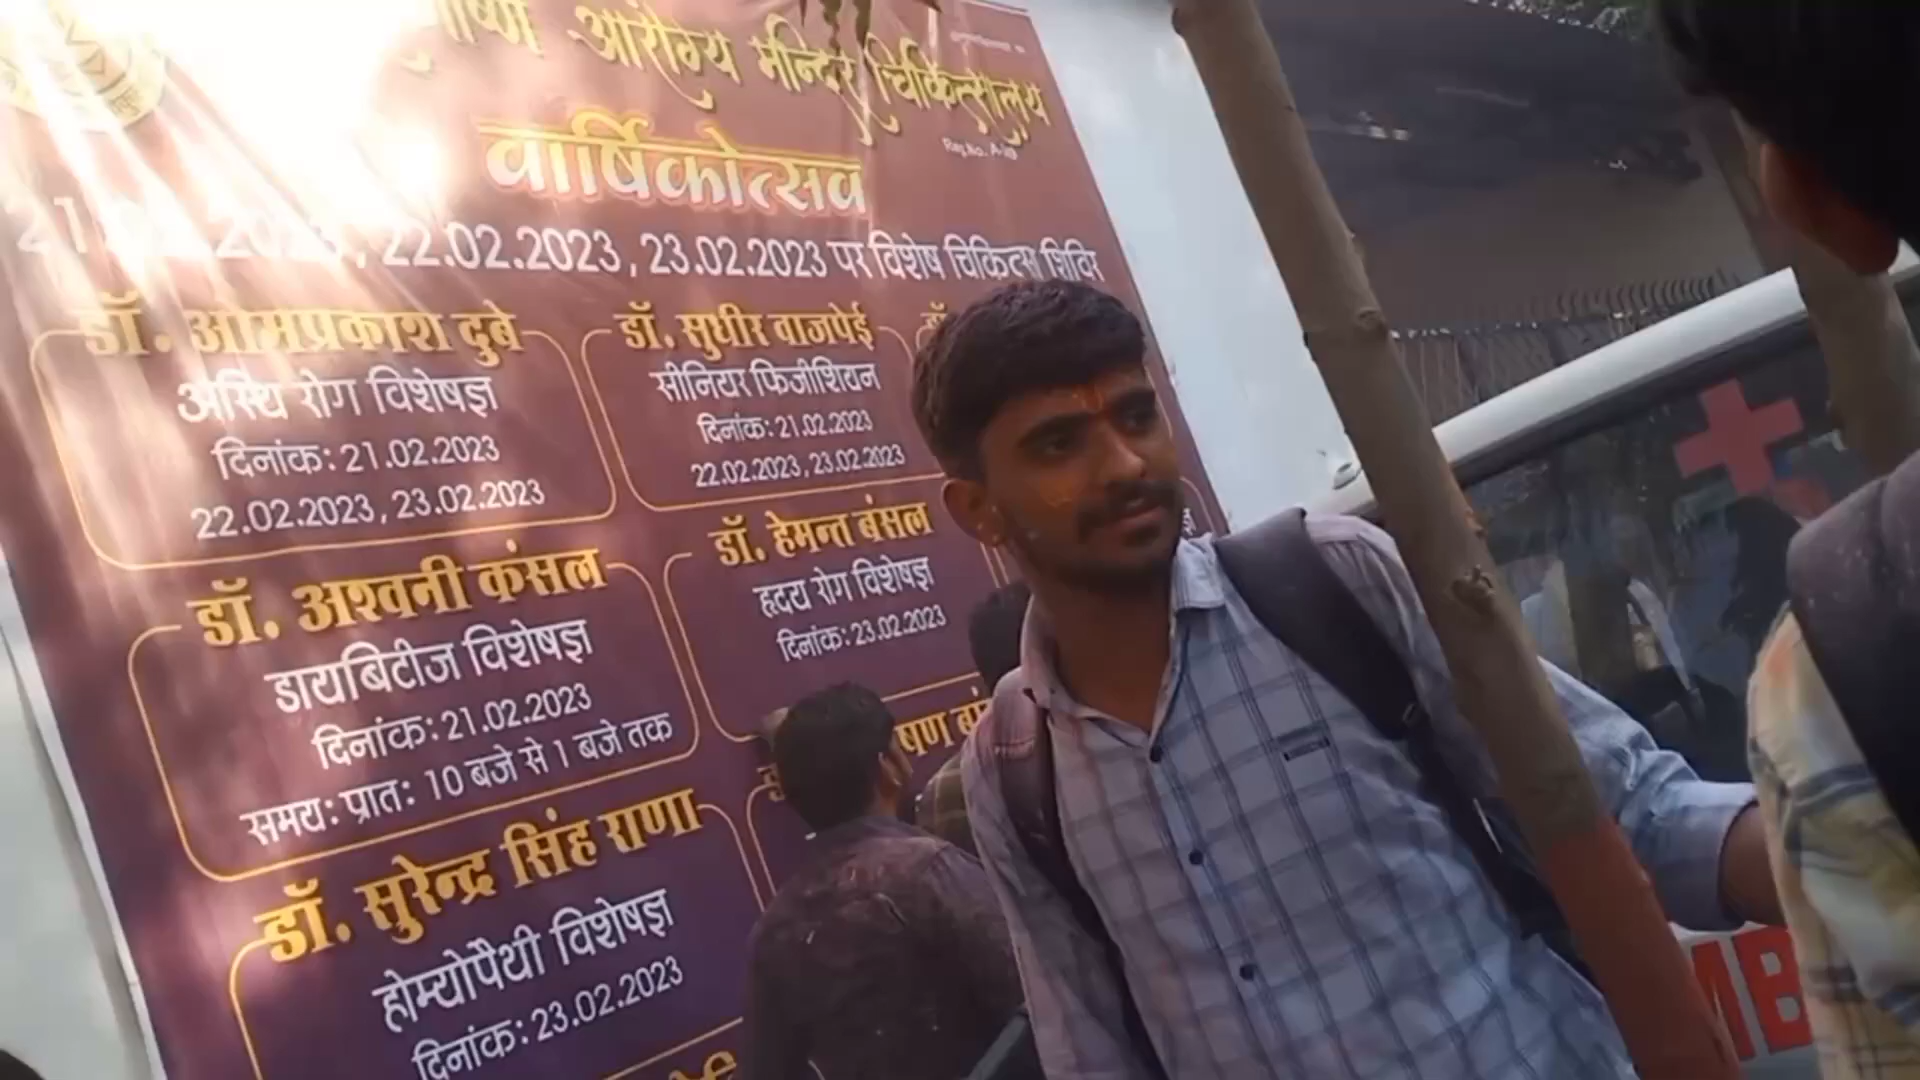 आरोग्य मन्दिर चिकित्सालय
Reg.No. A-
वार्षिकोत्सव
22.02.2023, 23.02.2023 पर विशेष चिकित्सा शिविर
डॉ. ओमप्रकाश दुबे
अस्थि रोग विशेषज्ञ
दिनांक: 21.02.2023
22.02.2023, 23.02.2023
डॉ. सुधीर वाजपेई
सीनियर फिजीशियन
दिनांक: 21.02.2023
22.02.2023, 23.02.2023
डॉ. अश्वनी कंसल
डायबिटीज विशेषज्ञ
दिनांक: 21.02.2023
समय: प्रातः 10 बजे से 1 बजे तक
डॉ. हेमन्त बंसल
हृदय रोग विशेषज्ञ
दिनांक: 23.02.2023
डॉ. सुरेन्द्र सिंह राणा
होम्योपैथी विशेषज्ञ
दिनांक: 23.02.2023